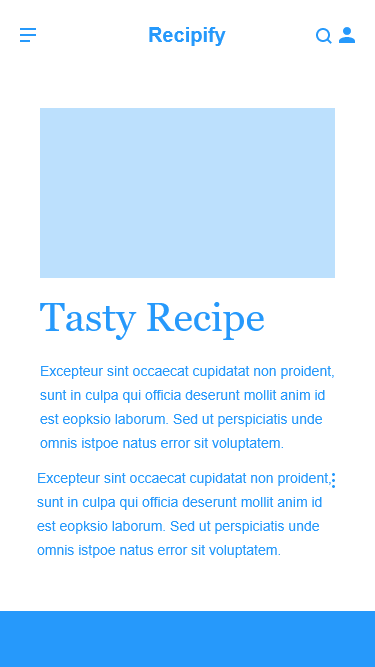 Recipify
Tasty Recipe
Excepteur sint occaecat cupidatat non proident,
sunt in culpa qui officia deserunt mollit anim id
est eopksio laborum. Sed ut perspiciatis unde
omnis istpoe natus error sit voluptatem.
Excepteur sint occaecat cupidatat non proident,
sunt in culpa qui officia deserunt mollit anim id
est eopksio laborum. Sed ut perspiciatis unde
omnis istpoe natus error sit voluptatem.